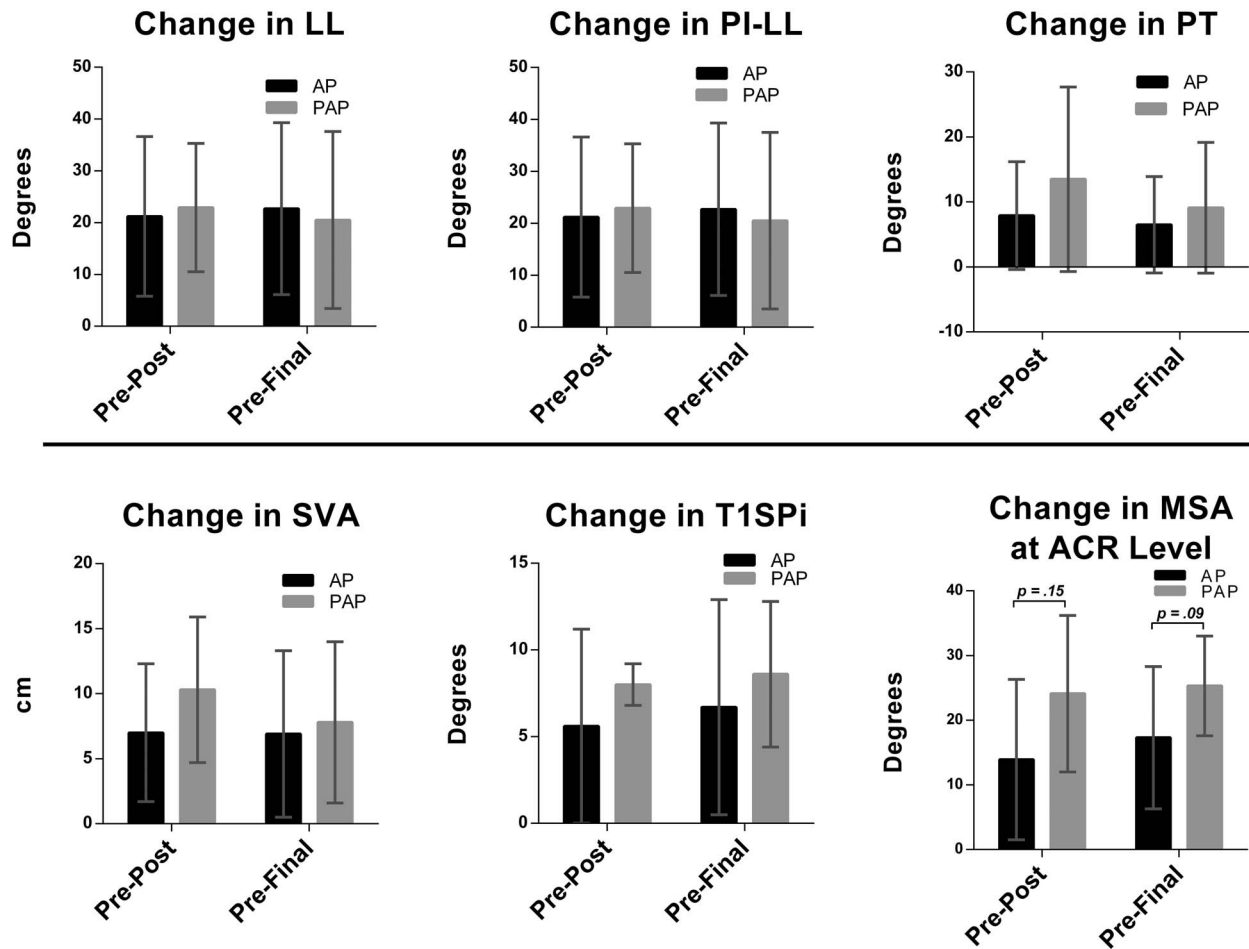 Change in LL
50
40
30
20
10
0
Degrees
AP
PAP
Pre-Post
Pre-Final
Change in PI-LL
50
40
30
20
10
0
Degrees
AP
PAP
Pre-Post
Pre-Final
Change in PT
30
20
10
0
-10
Degrees
AP
PAP
Pre-Post
Pre-Final
Change in SVA
20
15
10
5
0
cm
AP
PAP
Pre-Post
Pre-Final
Change in T1SPi
15
10
5
0
Degrees
AP
PAP
Pre-Post
Pre-Final
Change in MSA
at ACR Level
40
30
20
10
0
Degrees
AP
PAP
p = .15
p = .09
Pre-Post
Pre-Final